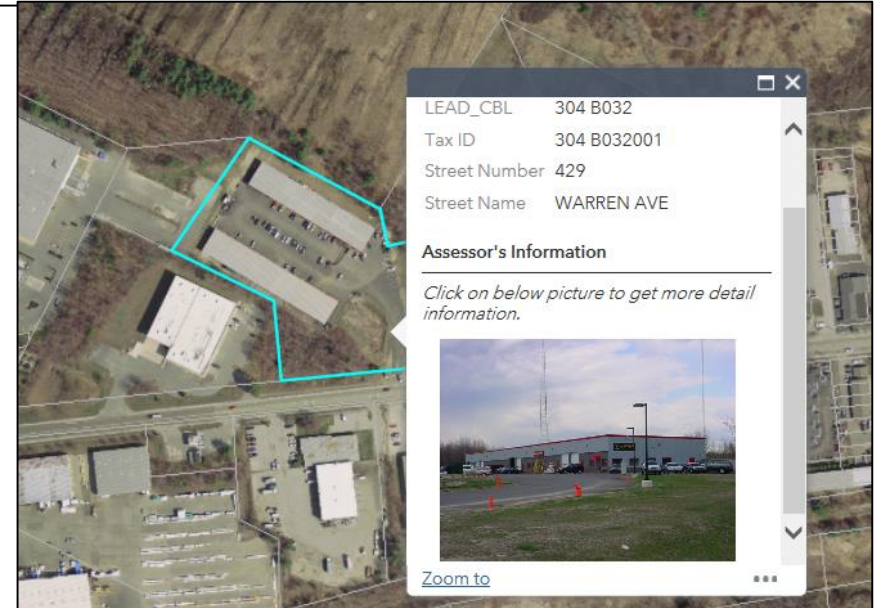 LEAD_CBL 304 B032
Tax ID 304 B032001
Street Number 429
Street Name WARREN AVE
Assessor's Information
Click on below picture to get more detail
information.
Zoom to